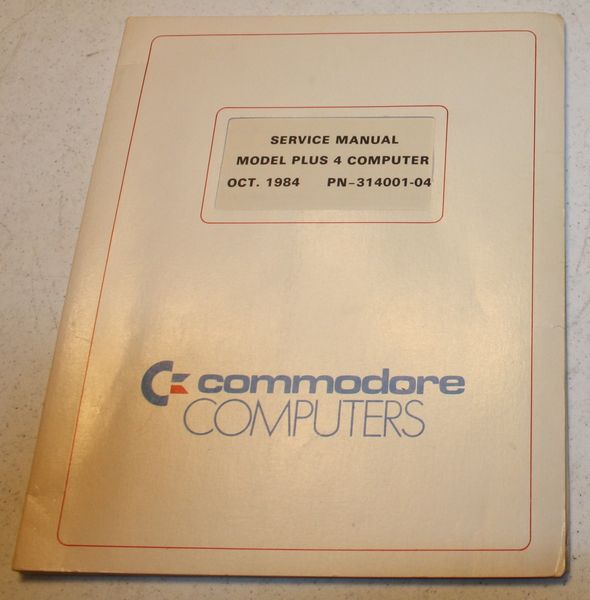 SERVICE MANUAL
MODEL PLUS 4 COMPUTER
OCT. 1984 PN-314001-04
commodore
COMPUTERS